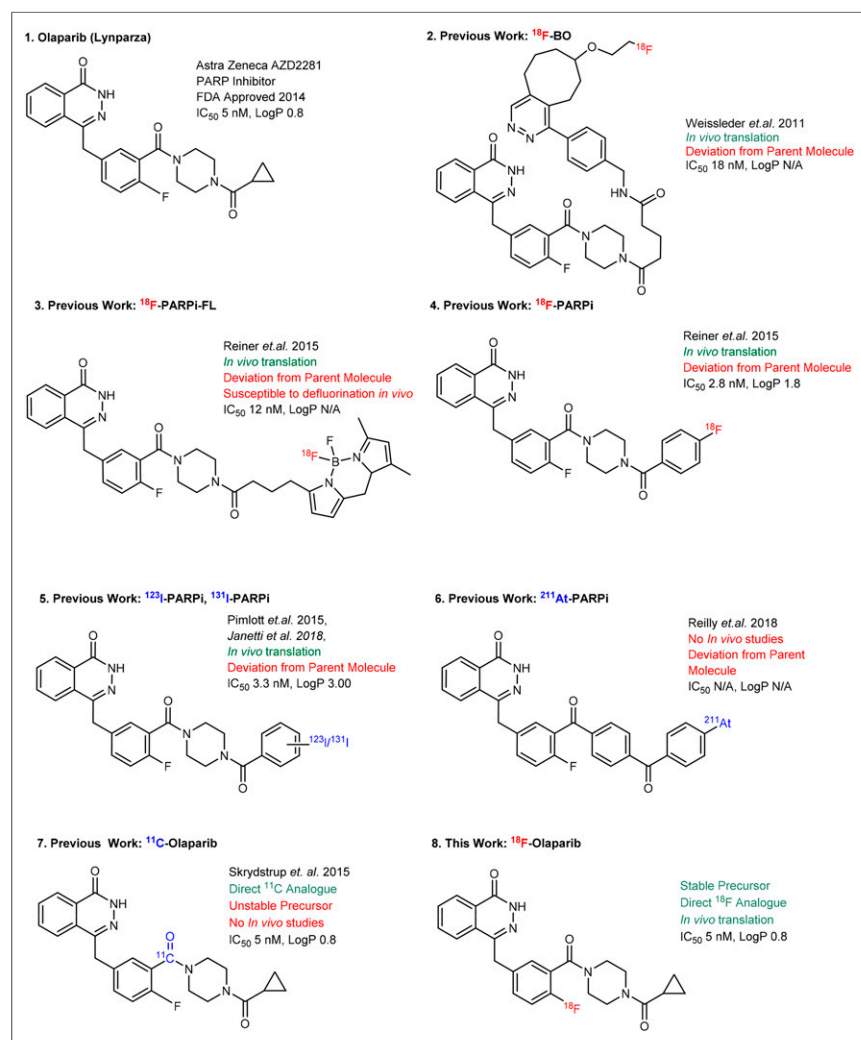 1. Olaparib (Lynparza)
Astra Zeneca AZD2281
PARP Inhibitor
FDA Approved 2014
IC50 5 nM, LogP 0.8
O
NH
N
O
N
F
N
O
2. Previous Work: 18F-BO
O
18F
N
N
Weissleder et.al. 2011
In vivo translation
Deviation from Parent Molecule
IC50 18 nM, LogP N/A
O
NH
N
HN
O
O
N
F
N
O
3. Previous Work: 18F-PARPi-FL
Reiner et.al. 2015
In vivo translation
Deviation from Parent Molecule
Susceptible to defluorination in vivo
IC50 12 nM, LogP N/A
O
NH
N
O
N
F
N
O
F
18F
B
N
N
4. Previous Work: 18F-PARPi
Reiner et.al. 2015
In vivo translation
Deviation from Parent Molecule
IC50 2.8 nM, LogP 1.8
O
NH
N
O
N
F
N
O
18F
5. Previous Work: 123I-PARPi, 131I-PARPi
Pimlott et.al. 2015,
Janetti et al 2018,
In vivo translation
Deviation from Parent Molecule
IC50 3.3 nM, LogP 3.00
O
NH
N
O
N
F
N
O
123I/131I
6. Previous Work: 211At-PARPi
Reilly et.al. 2018
No In vivo studies
Deviation from Parent
Molecule
IC50 N/A, LogP N/A
O
NH
N
O
F
O
211At
7. Previous Work: 11C-Olaparib
Skrydstrup et. al. 2015
Direct 11C Analogue
Unstable Precursor
No In vivo studies
IC50 5 nM, LogP 0.8
O
NH
N
O
11C
N
F
N
O
8. This Work: 18F-Olaparib
Stable Precursor
Direct 18F Analogue
In vivo translation
IC50 5 nM, LogP 0.8
O
NH
N
O
N
18F
N
O